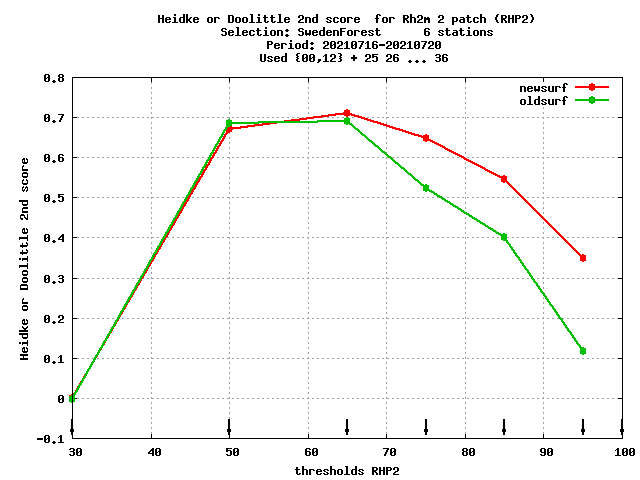 Heidke or Doolittle 2nd score  for Rh2m 2 patch (RHP2)
Selection: SwedenForest      6 stations
Period: 20210716-20210720
Used {00,12} + 25 26 ... 36
newsurf
oldsurf
Heidke or Doolittle 2nd score
0.8
0.7
0.6
0.5
0.4
0.3
0.2
0.1
0
-0.1
30 40 50 60 70 80 90 100
thresholds RHP2